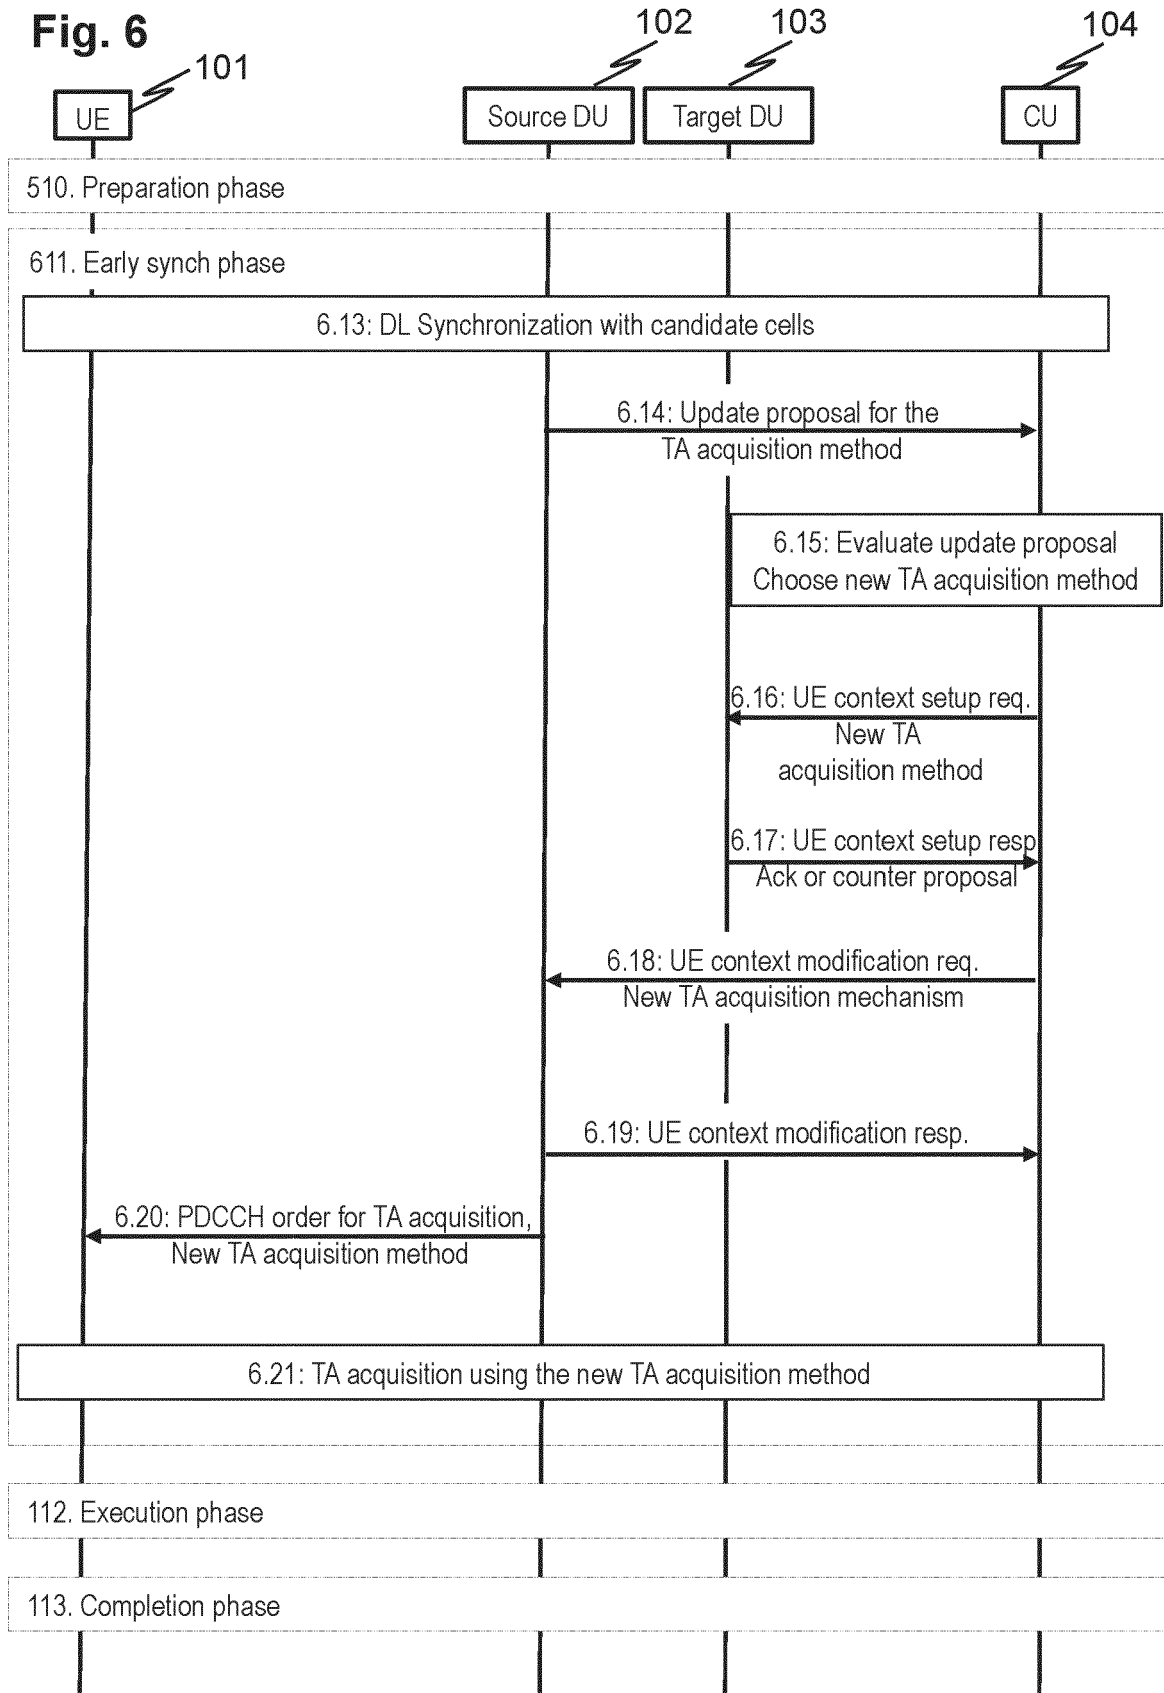 Fig. 6
101
102
103
104
UE
Source DU
Target DU
CU
510. Preparation phase
611. Early synch phase
6.13: DL Synchronization with candidate cells
6.14: Update proposal for the
TA acquisition method
6.15: Evaluate update proposal
Choose new TA acquisition method
6.16: UE context setup req.
New TA
acquisition method
6.17: UE context setup resp
Ack or counter proposal
6.18: UE context modification req.
New TA acquisition mechanism
6.19: UE context modification resp.
6.20: PDCCH order for TA acquisition,
New TA acquisition method
6.21: TA acquisition using the new TA acquisition method
112. Execution phase
113. Completion phase